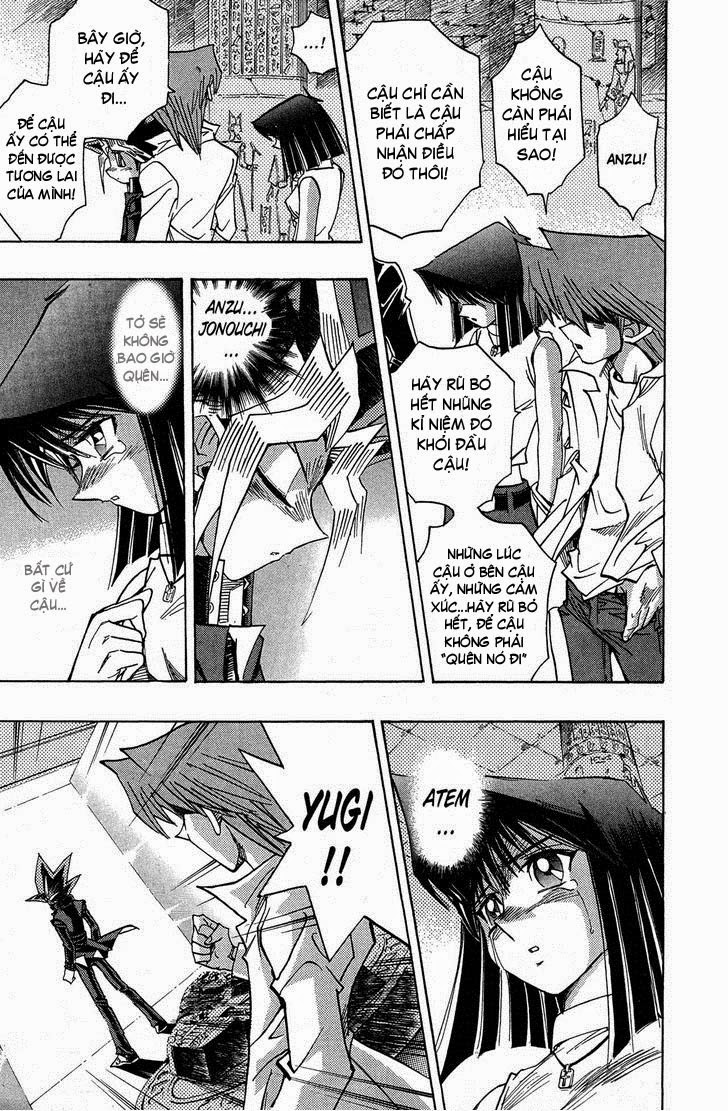 ANZU!
CẬU
KHÔNG
CẦN PHẢI
HIỂU TẠI
SAO!
CẬU CHỈ CẦN
BIẾT LÀ CẬU
PHẢI CHẤP
NHẬN ĐIỀU
ĐÓ THÔI!
HÃY RŨ BỎ
HẾT NHŨNG
KỈ NIỆM ĐÓ
KHỎI ĐẦU
CẬU!
NHŨNG LÚC
CẬU Ở BÊN CẬU
ẤY, NHŨNG CẢM
XÚC...HÃY RŨ BỎ
HẾT, ĐỂ CẬU
KHÔNG PHẢI
"QUÊN NÓ ĐI"
...!
BÂY GIỜ,
HÃY ĐỂ
CẬU ẤY
ĐI...
ĐỂ CẬU
ẤY CÓ THỂ
ĐẾN ĐƯỢC
TƯƠNG LAI
CỦA MÌNH!
ANZU...
JONOUCHI
...
TỚ SẼ
KHÔNG
BAO GIỜ
QUÊN...
BẤT CỨ
GÌ VỀ
CẬU...
ATEM
...
YUGI
!!